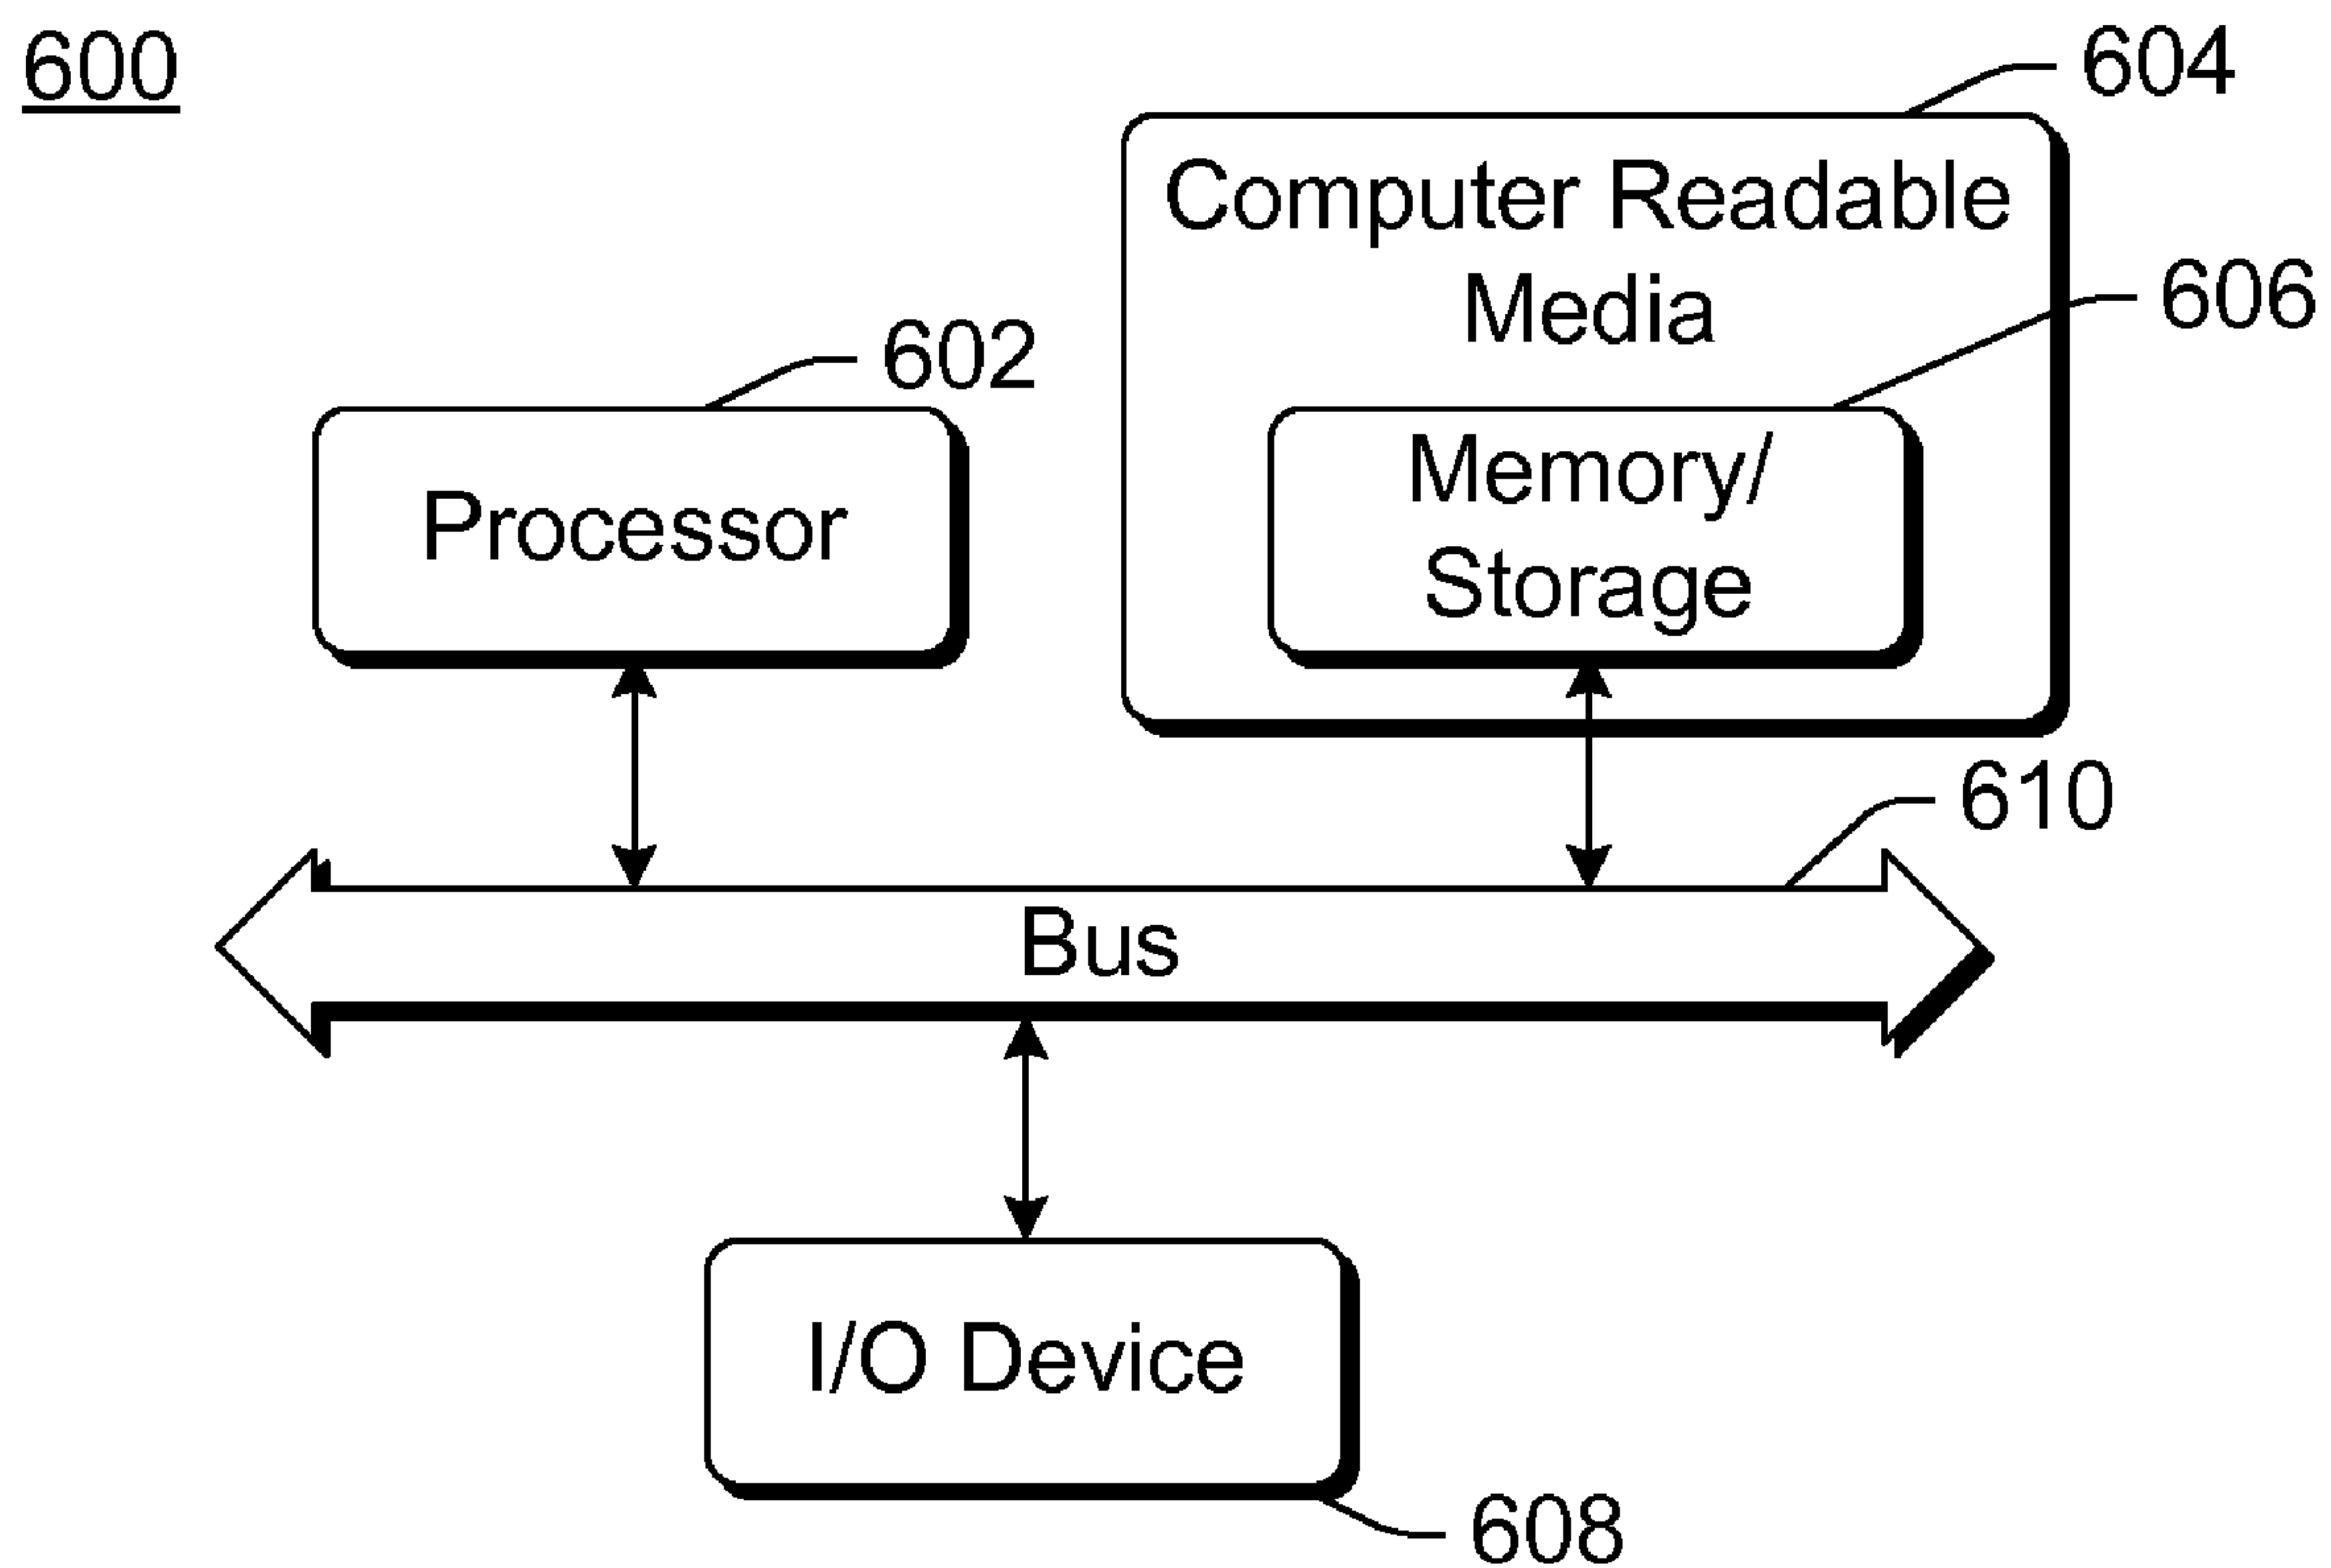 600
604
Computer Readable
Media
606
602
Memory/
Storage
Processor
610
Bus
I/O Device
608